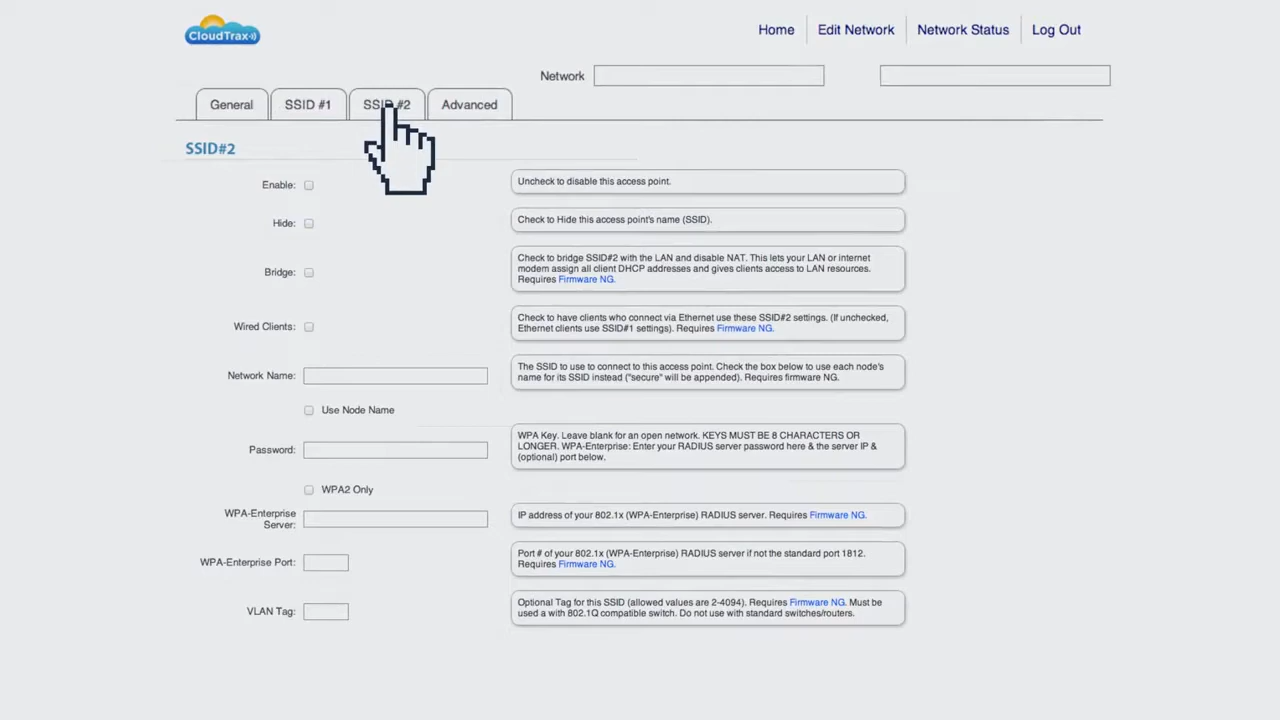 CloudTrax
Home
Edit Network
Network Status
Log Out
Network
General
SSID #1
SSID #2
Advanced
SSID#2
Enable:
Uncheck to disable this access point.
Hide:
Check to Hide this access point's name (SSID).
Bridge:
Check to bridge SSID#2 with the LAN and disable NAT. This lets your LAN or internet
modem assign all client DHCP addresses and gives clients access to LAN resources.
Requires Firmware NG.
Wired Clients:
Check to have clients who connect via Ethernet use these SSID#2 settings. (If unchecked,
Ethernet clients use SSID#1 settings). Requires Firmware NG.
Network Name:
The SSID to use to connect to this access point. Check the box below to use each node's
name for its SSID instead ("secure" will be appended). Requires firmware NG.
Use Node Name
Password:
WPA Key. Leave blank for an open network. KEYS MUST BE 8 CHARACTERS OR
LONGER. WPA-Enterprise: Enter your RADIUS server password here & the server IP &
(optional) port below.
WPA2 Only
WPA-Enterprise
Server:
IP address of your 802.1x (WPA-Enterprise) RADIUS server. Requires Firmware NG.
WPA-Enterprise Port:
Port # of your 802.1x (WPA-Enterprise) RADIUS server if not the standard port 1812.
Requires Firmware NG.
VLAN Tag:
Optional Tag for this SSID (allowed values are 2-4094). Requires Firmware NG. Must be
used a with 802.1Q compatible switch. Do not use with standard switches/routers.